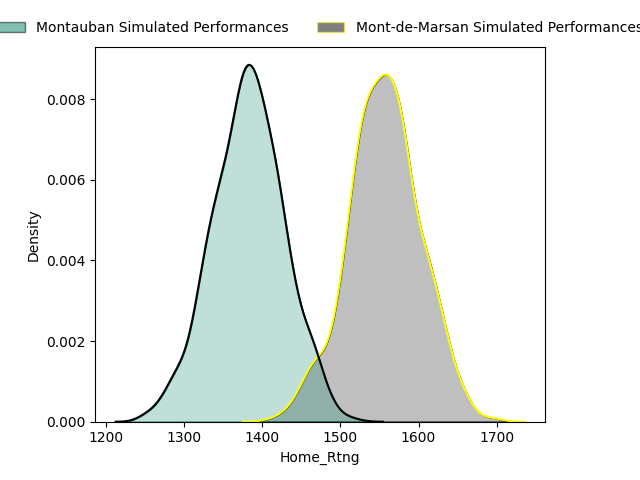 Montauban Simulated Performances
Mont-de-Marsan Simulated Performances
0.008
0.006
0.004
0.002
0.000
Density
1200 1300 1400 1500 1600 1700
Home_Rtng